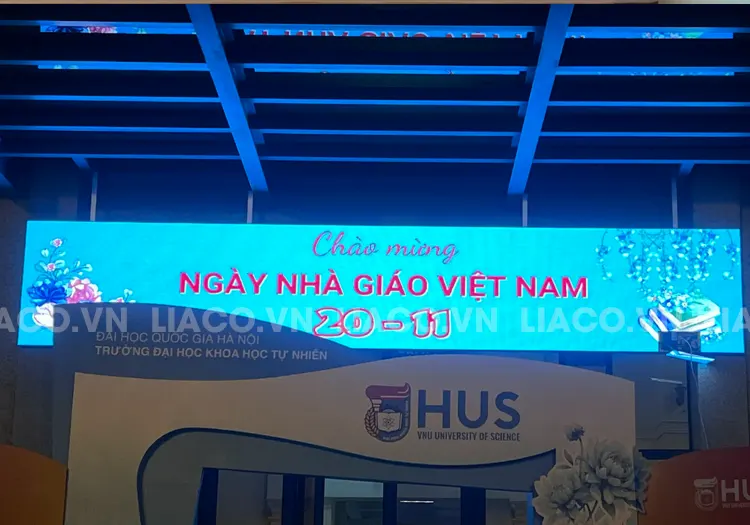 Chào mừng
NGÀY NHÀ GIÁO VIỆT NAM
20 - 11
LIACO.VN LIACO.VN LIACO.VN LIACO.VN
ĐẠI HỌC QUỐC GIA HÀ NỘI
TRƯỜNG ĐẠI HỌC KHOA HỌC TỰ NHIÊN
HUS
VNU UNIVERSITY OF SCIENCE
HUS